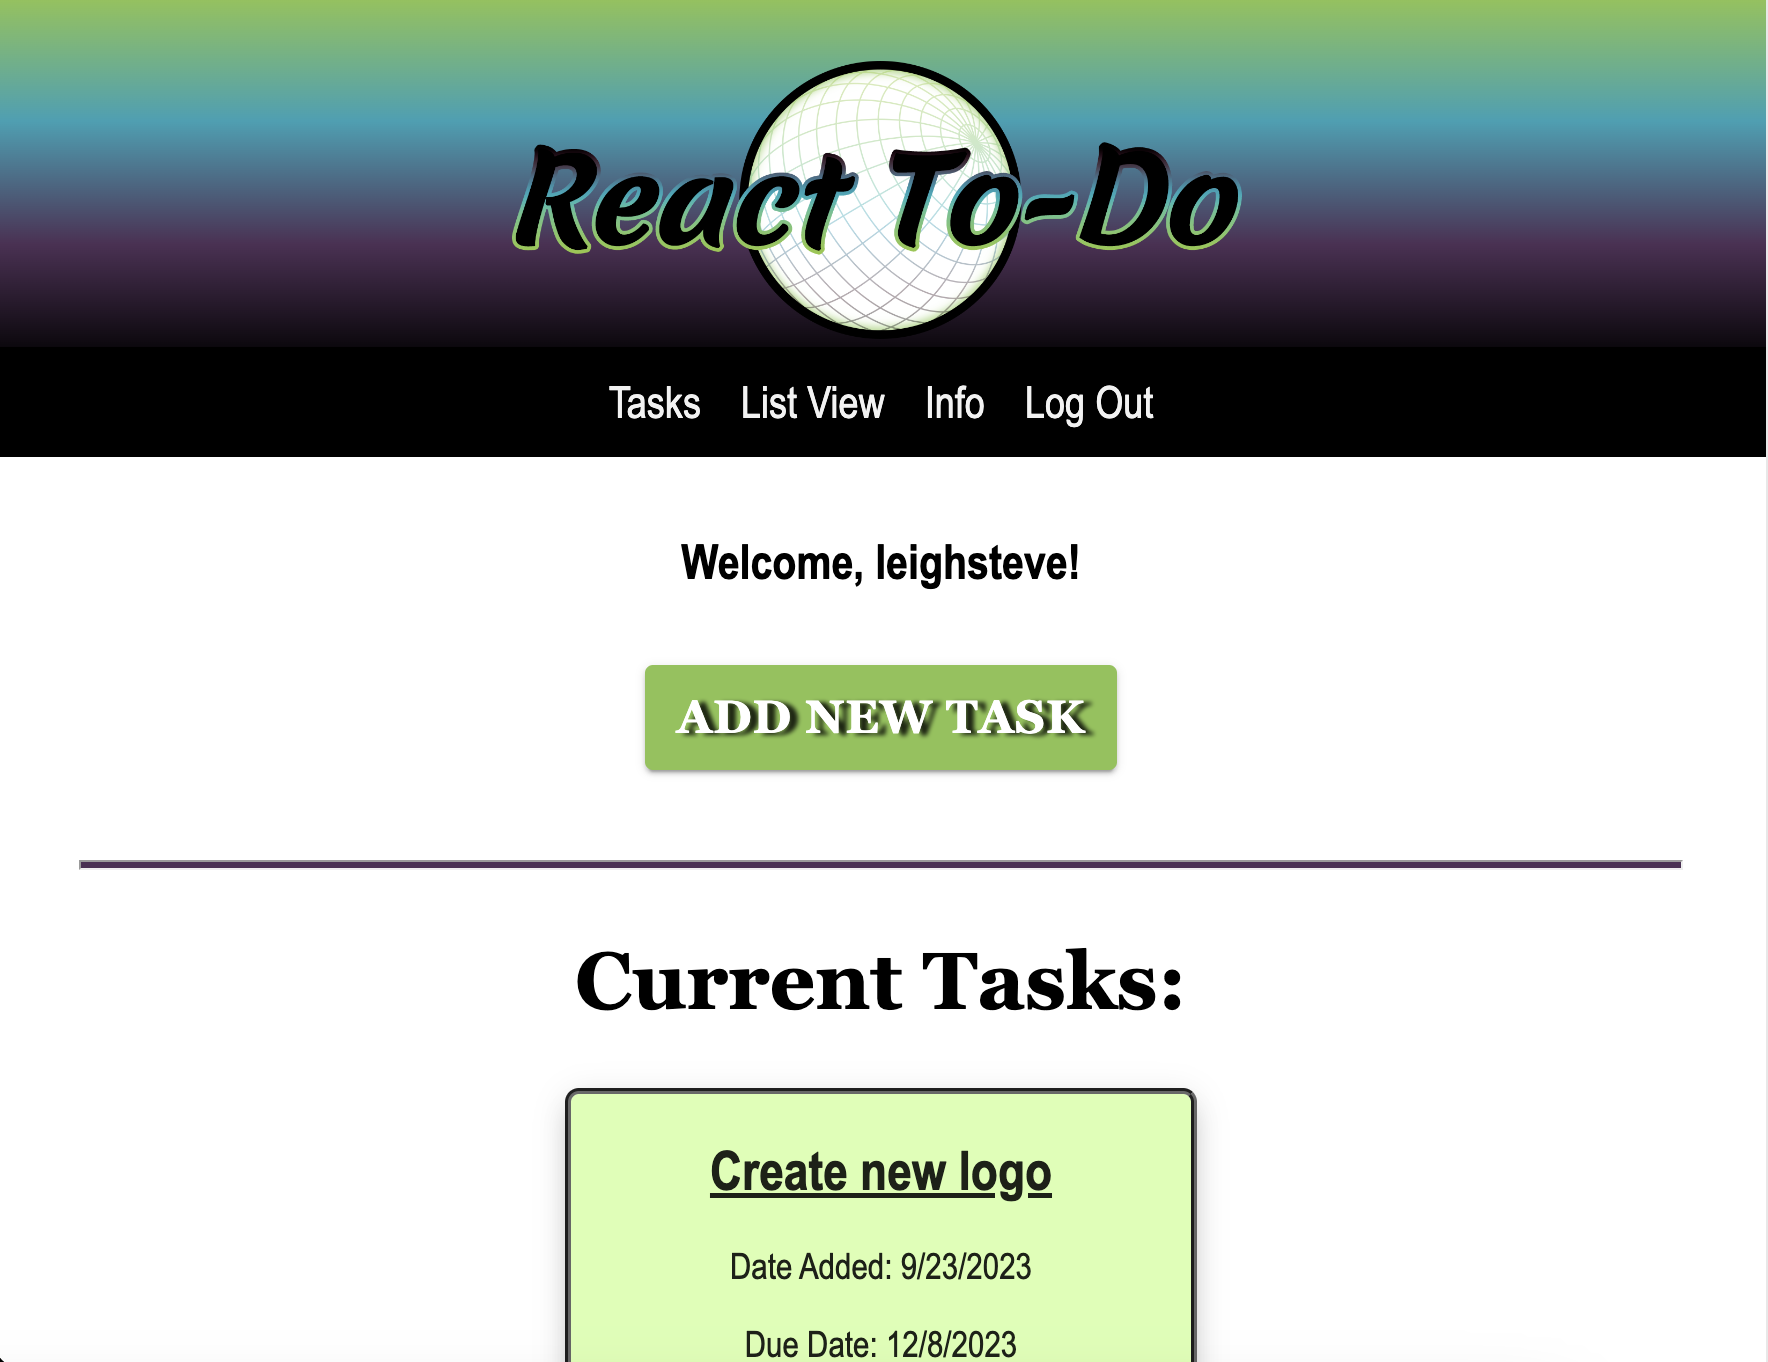 React To-Do
Tasks List View Info Log Out
Welcome, leighsteve!
ADD NEW TASK
Current Tasks:
Create new logo
Date Added: 9/23/2023
Due Date: 12/8/2023